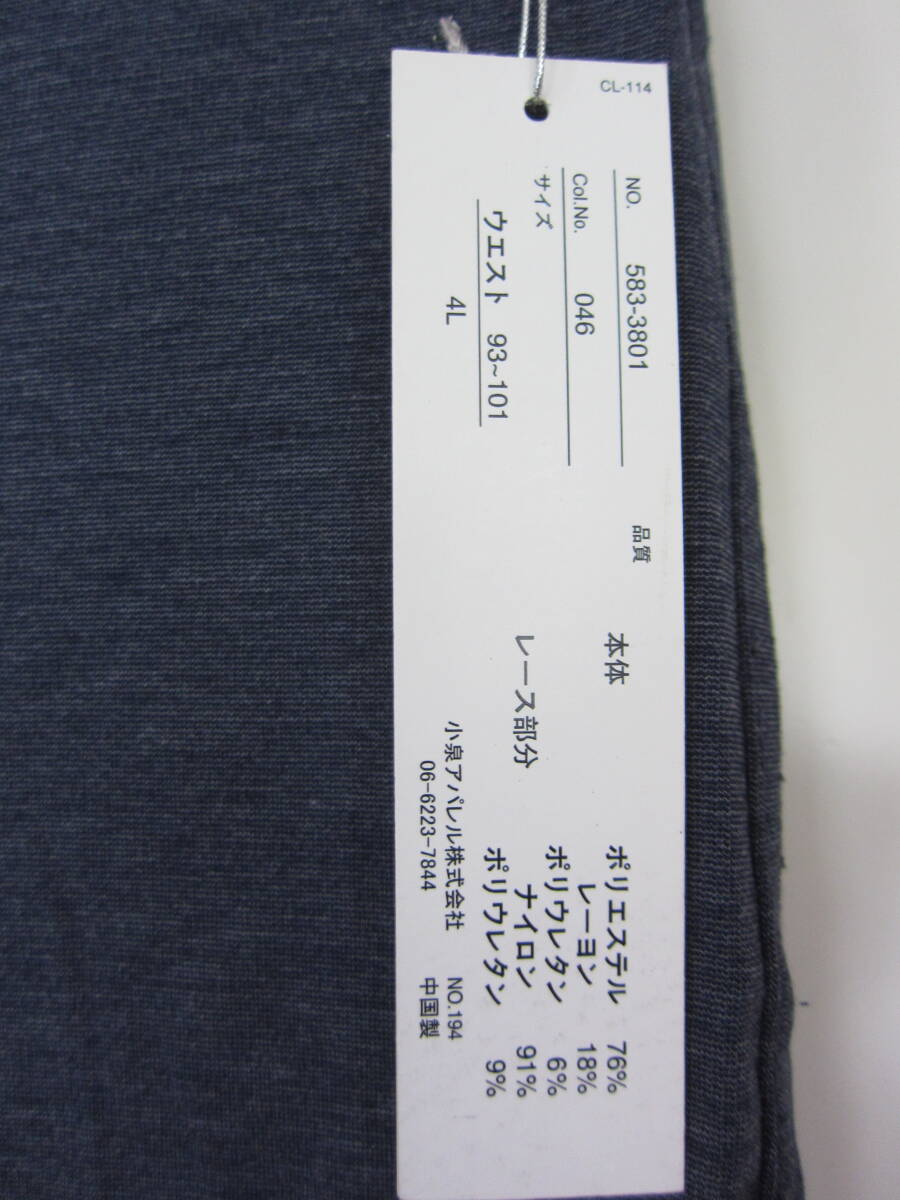 CL-114
NO. 583-3801
Col.No. 046
サイズ
ウエスト 93~101
4L
品質
本体 ポリエステル 76%
レーヨン 18%
ポリウレタン 6%
レース部分 ナイロン 91%
ポリウレタン 9%
小泉アパレル株式会社 NO.194
06-6223-7844 中国製